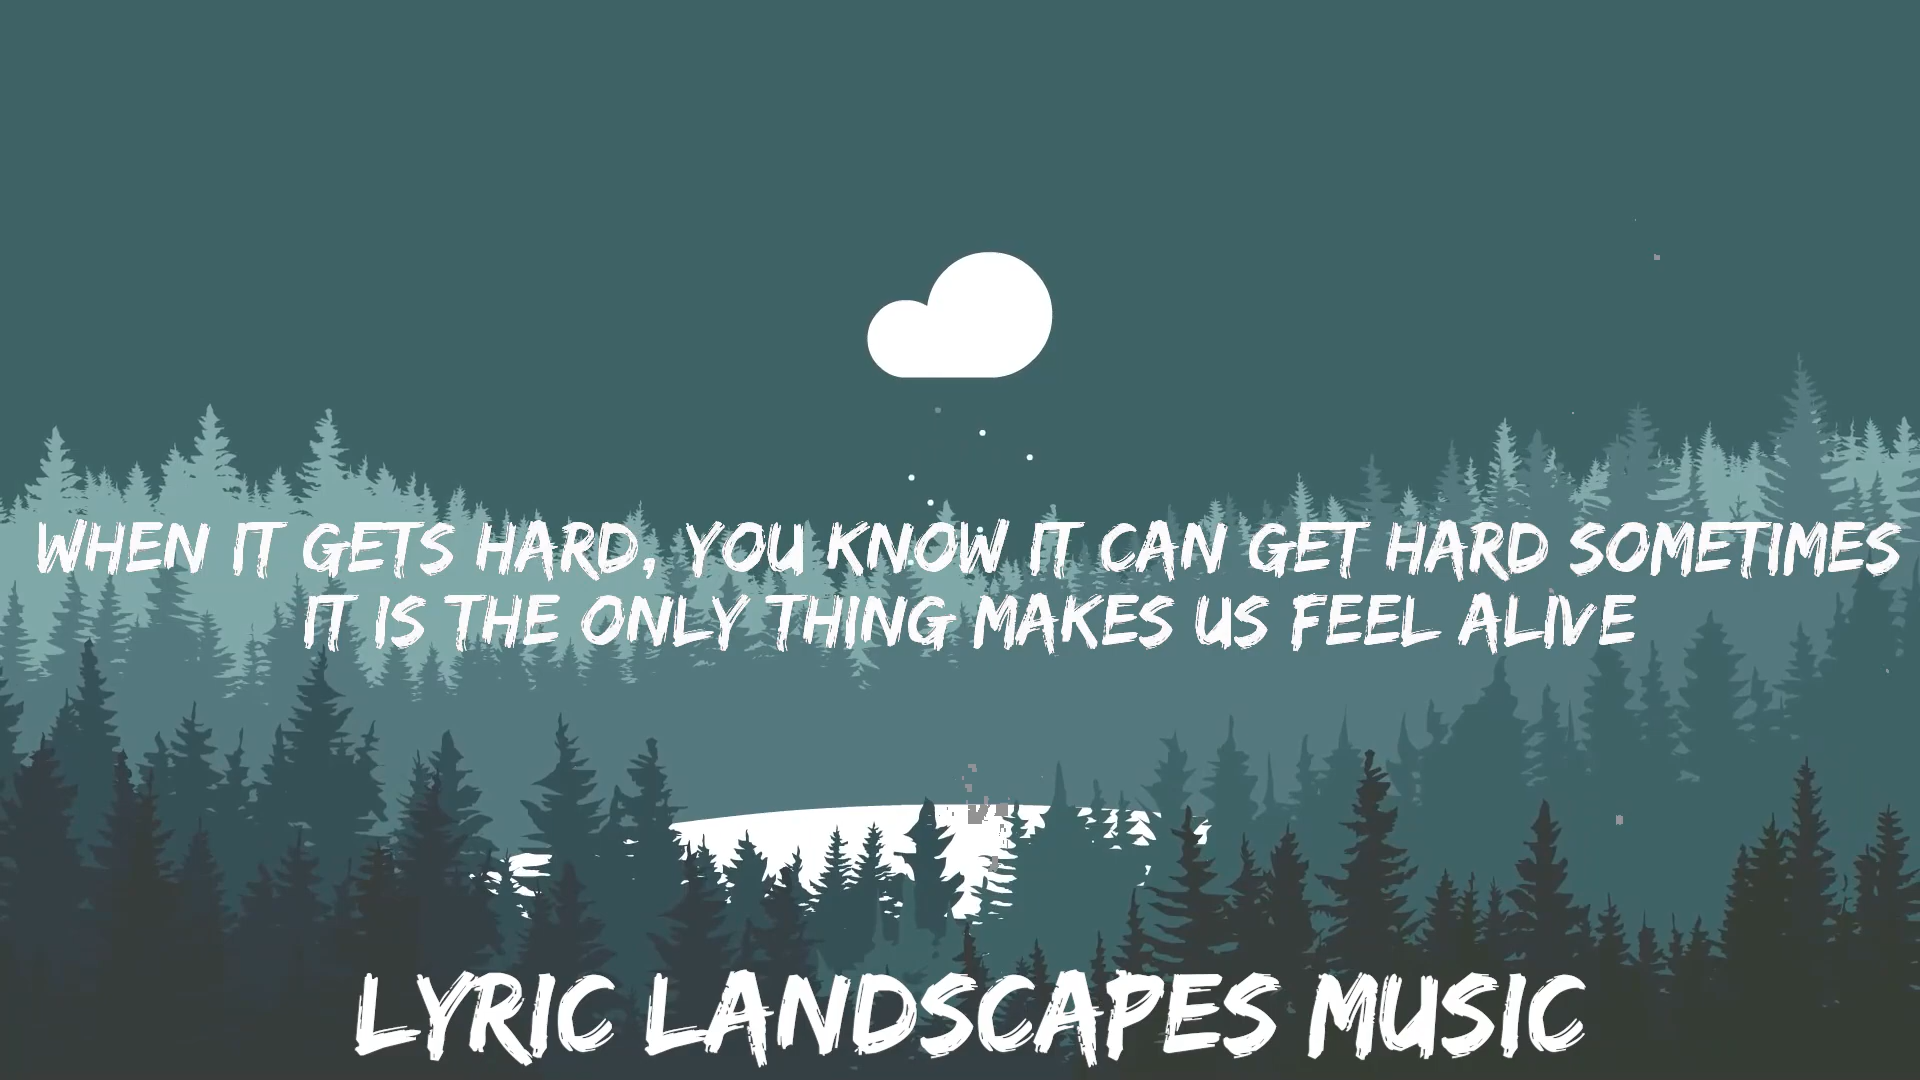 WHEN IT GETS HARD, YOU KNOW IT CAN GET HARD SOMETIMES
IT IS THE ONLY THING MAKES US FEEL ALIVE
LYRIC LANDSCAPES MUSIC